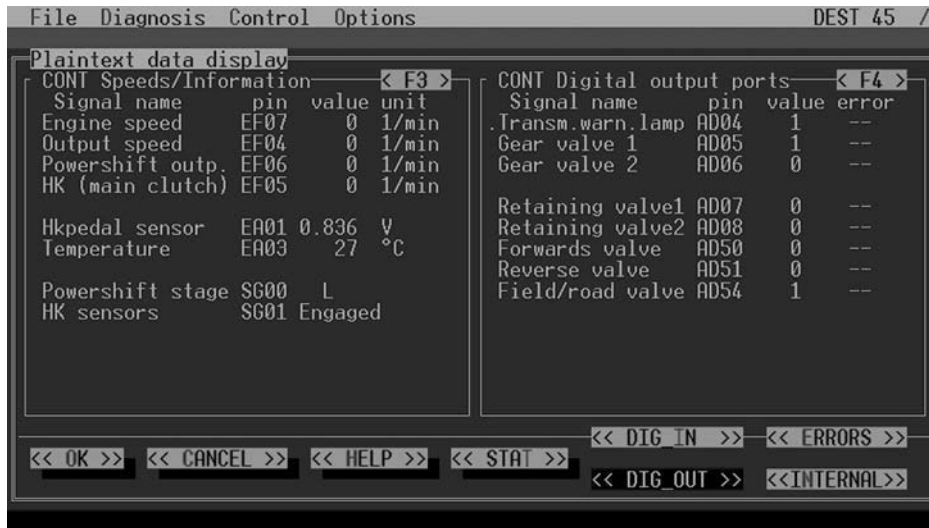 File Diagnosis Control Options DEST 45 /
Plaintext data display
CONT Speeds/Information < F3 >
Signal name pin value unit
Engine speed EF07 0 1/min
Output speed EF04 0 1/min
Powershift outp. EF06 0 1/min
HK (main clutch) EF05 0 1/min
Hkpedal sensor EA01 0.836 V
Temperature EA03 27 °C
Powershift stage SG00 L
HK sensors SG01 Engaged
CONT Digital output ports < F4 >
Signal name pin value error
.Transm.warn.lamp AD04 1 --
Gear valve 1 AD05 1 --
Gear valve 2 AD06 0 --
Retaining valve1 AD07 0 --
Retaining valve2 AD08 0 --
Forwards valve AD50 0 --
Reverse valve AD51 0 --
Field/road valve AD54 1 --
<< DIG_IN >> << ERRORS >>
<< OK >> << CANCEL >> << HELP >> << STAT >>
<< DIG_OUT >> <<INTERNAL>>